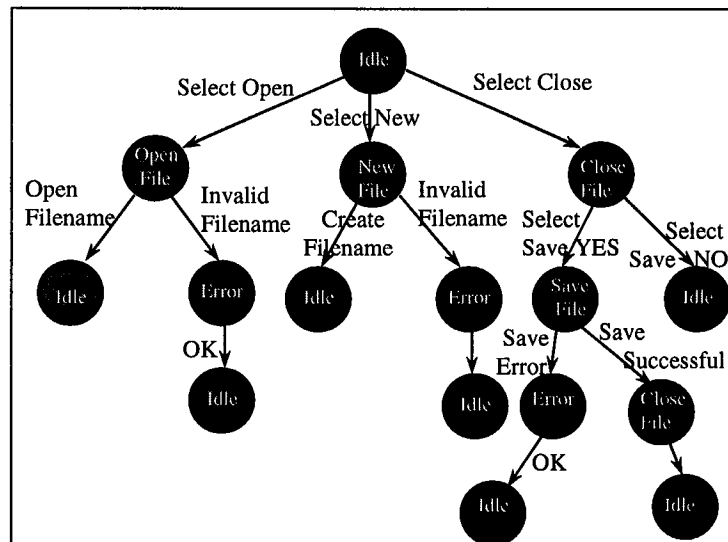 Idle
Select Open
Select New
Select Close
Open
File
New
File
Close
File
Open
Filename
Invalid
Filename
Create
Filename
Invalid
Filename
Select
Save YES
Select
Save NO
Idle
Error
Idle
Error
Save
File
Idle
OK
Save
Error
Save
Successful
Idle
Idle
Error
Close
File
OK
Idle
Idle